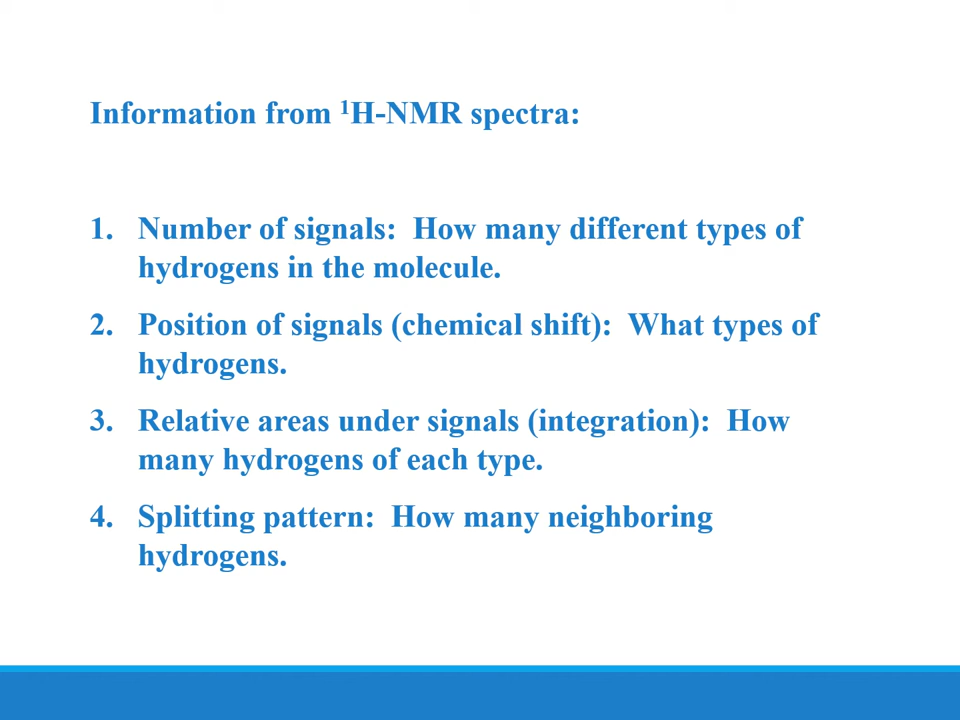 Information from ¹H-NMR spectra:
1. Number of signals: How many different types of
hydrogens in the molecule.
2. Position of signals (chemical shift): What types of
hydrogens.
3. Relative areas under signals (integration): How
many hydrogens of each type.
4. Splitting pattern: How many neighboring
hydrogens.